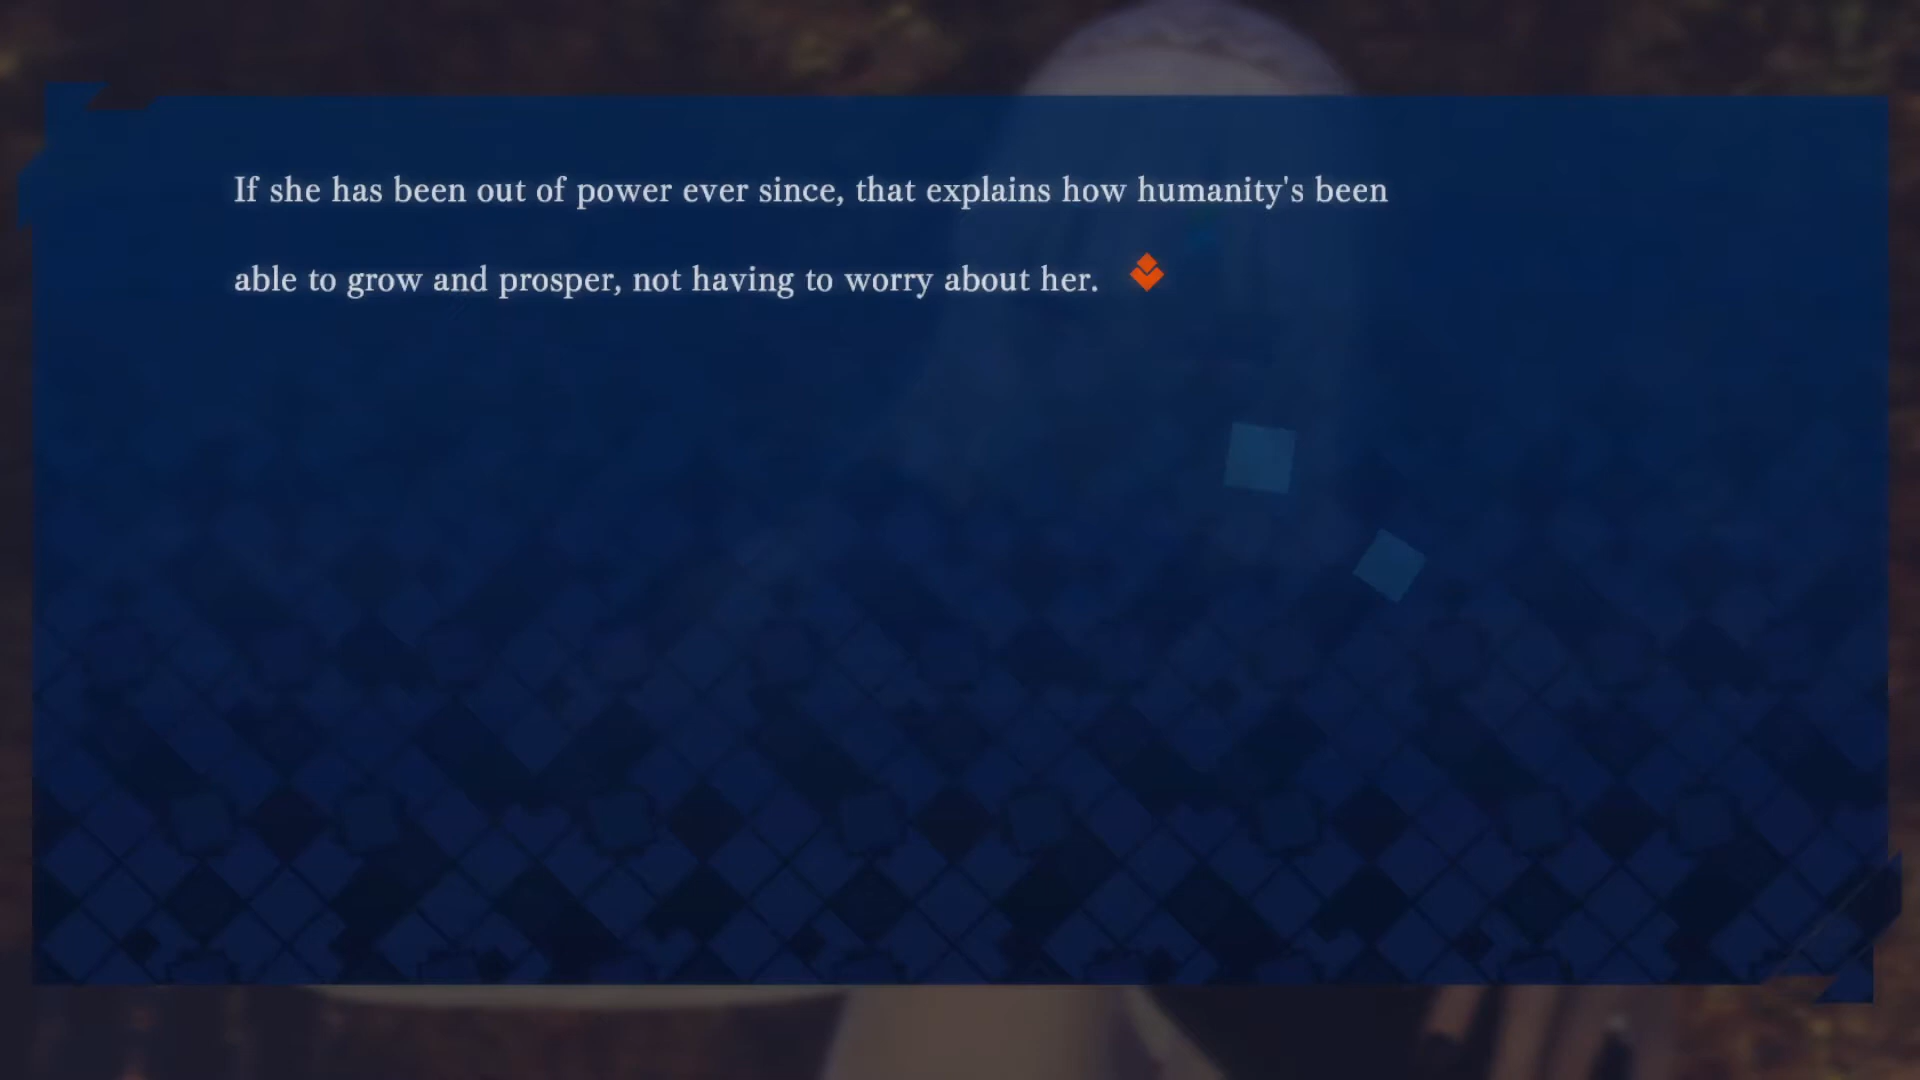 If she has been out of power ever since, that explains how humanity's been
able to grow and prosper, not having to worry about her.